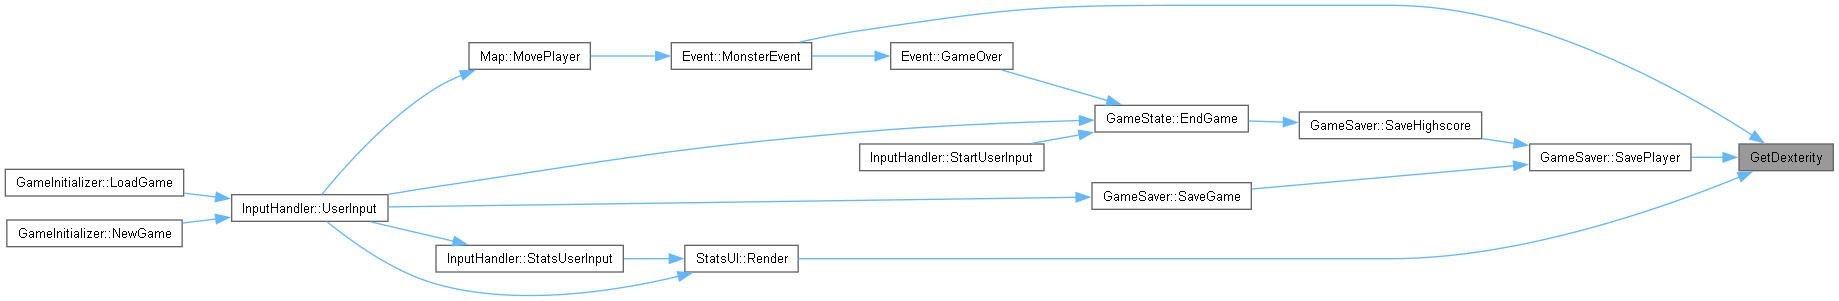 Map::MovePlayer
Event::MonsterEvent
Event::GameOver
GameState::EndGame
GameSaver::SaveHighscore
InputHandler::StartUserInput
GameSaver::SavePlayer
GetDexterity
GameInitializer::LoadGame
InputHandler::UserInput
GameSaver::SaveGame
GameInitializer::NewGame
InputHandler::StatsUserInput
StatsUI::Render